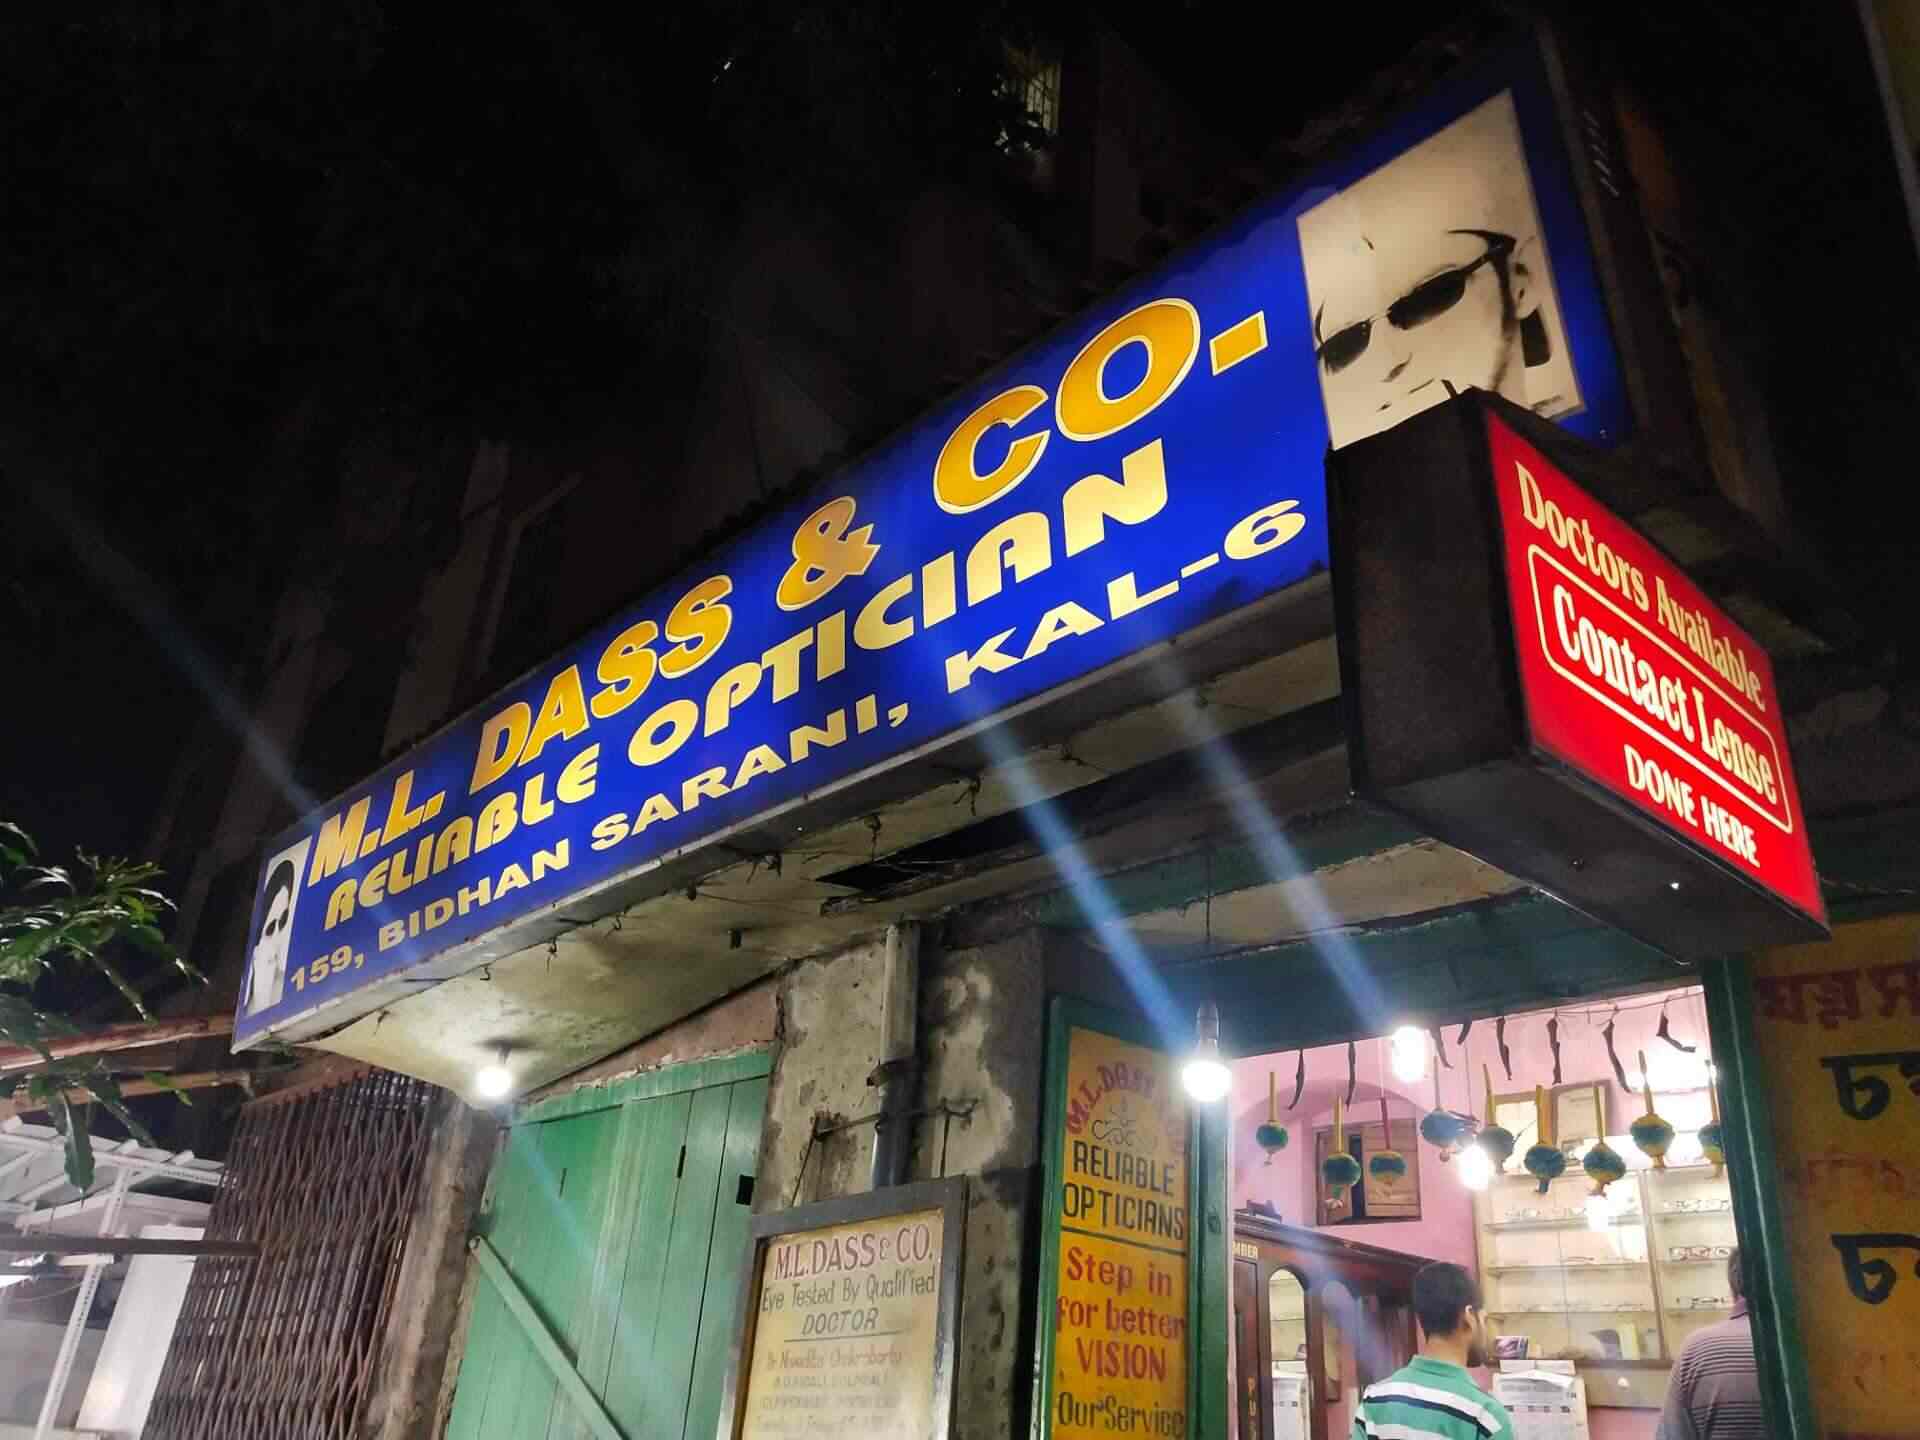 M.L. DASS & CO.
RELIABLE OPTICIAN
159, BIDHAN SARANI, KAL-6
Doctors Available
Contact Lense
DONE HERE
M.L.DASS & CO.
Eye Tested By Qualified
DOCTOR
M.L.DASS
RELIABLE
OPTICIANS
Step in
for better
VISION
Our Service